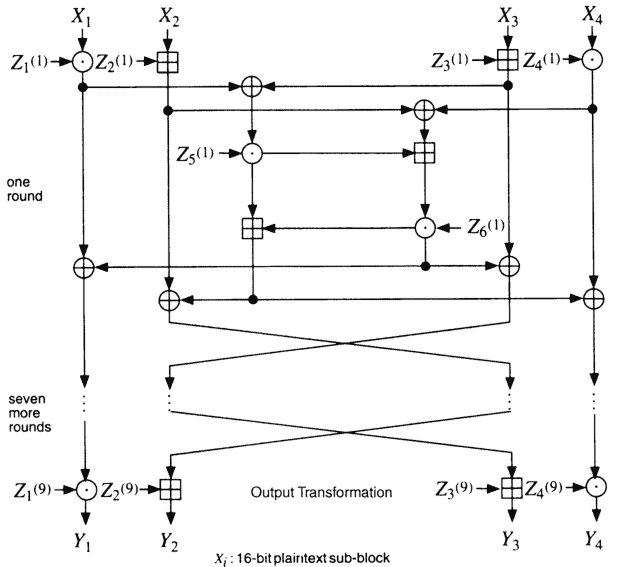 X1 X2 X3 X4
Z1(1) Z2(1) Z3(1) Z4(1)
Z5(1)
one
round
Z6(1)
seven
more
rounds
Z1(9) Z2(9) Output Transformation Z3(9) Z4(9)
Y1 Y2 Y3 Y4
Xi : 16-bit plaintext sub-block